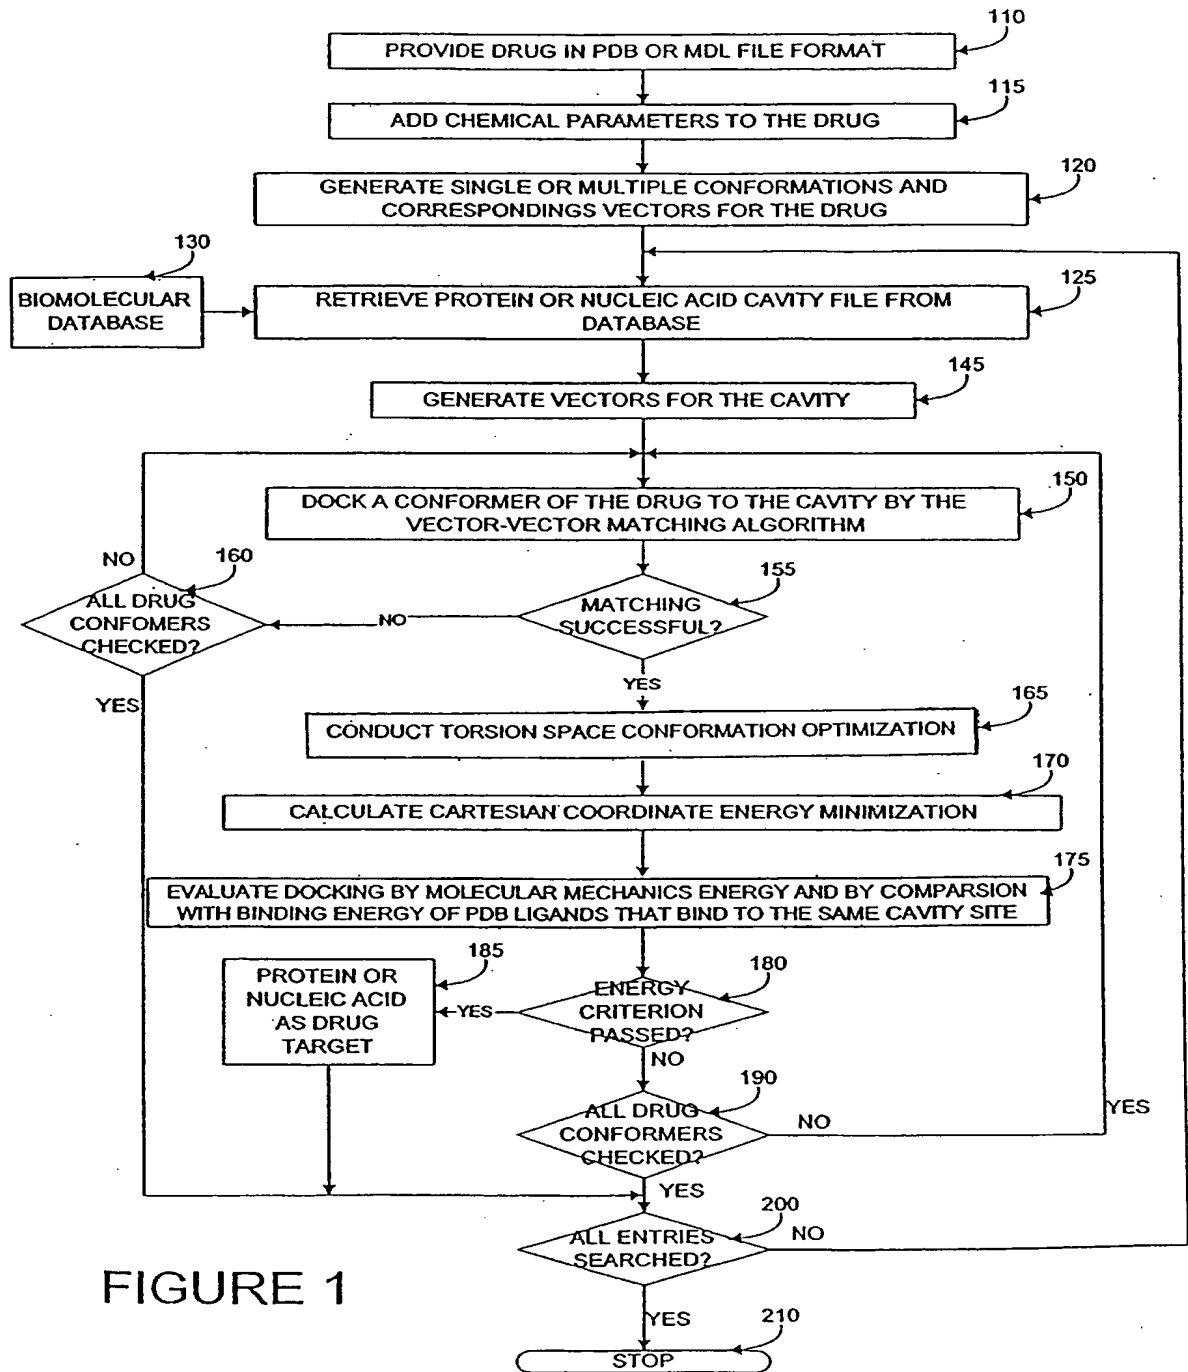 110
PROVIDE DRUG IN PDB OR MDL FILE FORMAT
115
ADD CHEMICAL PARAMETERS TO THE DRUG
120
GENERATE SINGLE OR MULTIPLE CONFORMATIONS AND
CORRESPONDINGS VECTORS FOR THE DRUG
130
BIOMOLECULAR
DATABASE
125
RETRIEVE PROTEIN OR NUCLEIC ACID CAVITY FILE FROM
DATABASE
145
GENERATE VECTORS FOR THE CAVITY
150
DOCK A CONFORMER OF THE DRUG TO THE CAVITY BY THE
VECTOR-VECTOR MATCHING ALGORITHM
NO
160
ALL DRUG
CONFOMERS
CHECKED?
YES
155
MATCHING
SUCCESSFUL?
NO
YES
165
CONDUCT TORSION SPACE CONFORMATION OPTIMIZATION
170
CALCULATE CARTESIAN COORDINATE ENERGY MINIMIZATION
175
EVALUATE DOCKING BY MOLECULAR MECHANICS ENERGY AND BY COMPARSION
WITH BINDING ENERGY OF PDB LIGANDS THAT BIND TO THE SAME CAVITY SITE
185
PROTEIN OR
NUCLEIC ACID
AS DRUG
TARGET
180
ENERGY
CRITERION
PASSED?
YES
NO
190
ALL DRUG
CONFORMERS
CHECKED?
NO
YES
YES
200
ALL ENTRIES
SEARCHED?
NO
YES
210
STOP
FIGURE 1